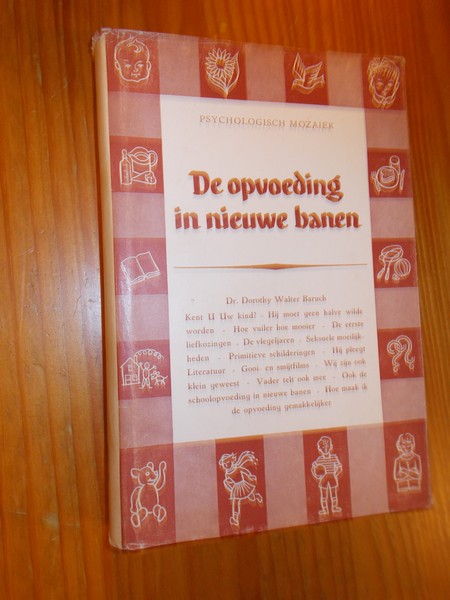 PSYCHOLOGISCH MOZAIEK
De opvoeding
in nieuwe banen
Dr. Dorothy Walter Baruch
Kent U Uw kind? - Hij moet geen halve wilde
worden - Hoe vuiler hoe mooier - De eerste
liefkozingen - De vlegeljaren - Seksuele moeilijk-
heden - Primitieve schilderingen - Hij pleegt
Literatuur - Gooi- en smijtfilms - Wij zijn ook
klein geweest - Vader telt ook mee - Ook de
schoolopvoeding in nieuwe banen - Hoe maak ik
de opvoeding gemakkelijker